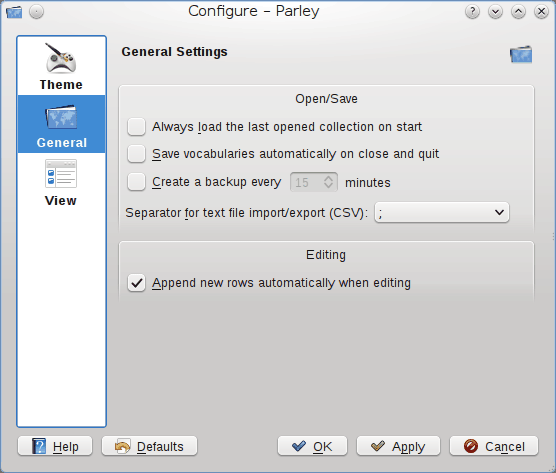 Configure – Parley
Theme
General
View
General Settings
Open/Save
Always load the last opened collection on start
Save vocabularies automatically on close and quit
Create a backup every 15 minutes
Separator for text file import/export (CSV): ;
Editing
Append new rows automatically when editing
Help Defaults OK Apply Cancel